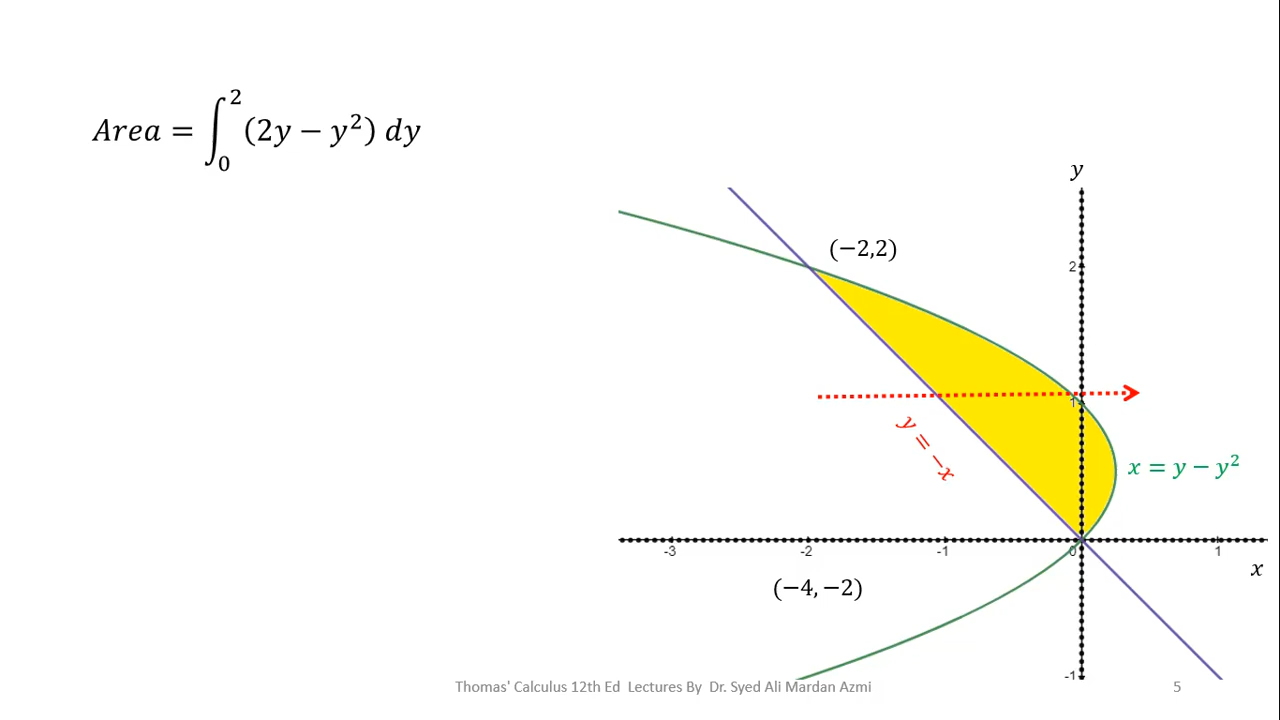 Area = ∫₀² (2y − y²) dy
y
(−2,2)
2
1
y = −x
x = y − y²
-3 -2 -1 0 1
x
(−4, −2)
-1
Thomas' Calculus 12th Ed Lectures By Dr. Syed Ali Mardan Azmi 5